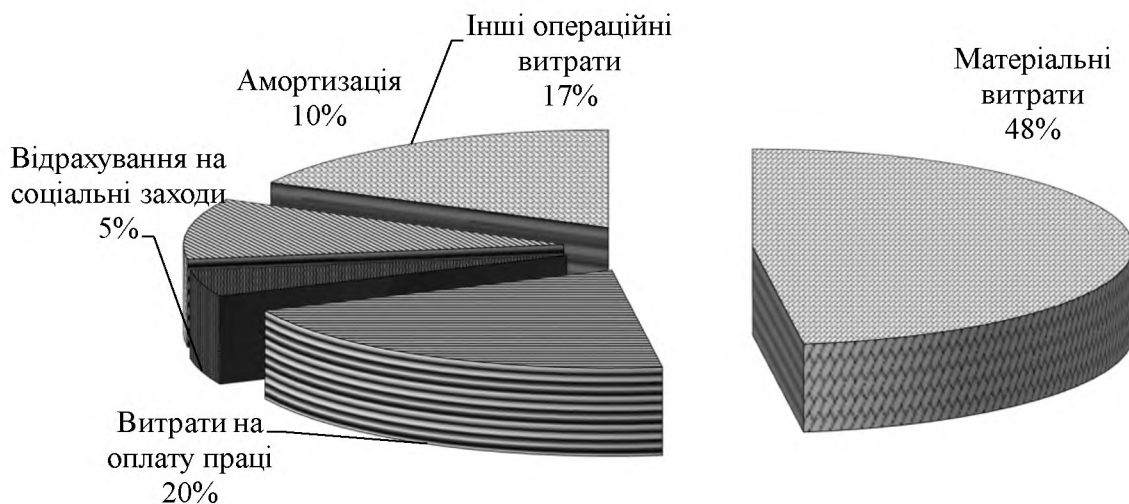 Інші операційні
витрати
17%
Матеріальні
витрати
48%
Амортизація
10%
Відрахування на
соціальні заходи
5%
Витрати на
оплату праці
20%